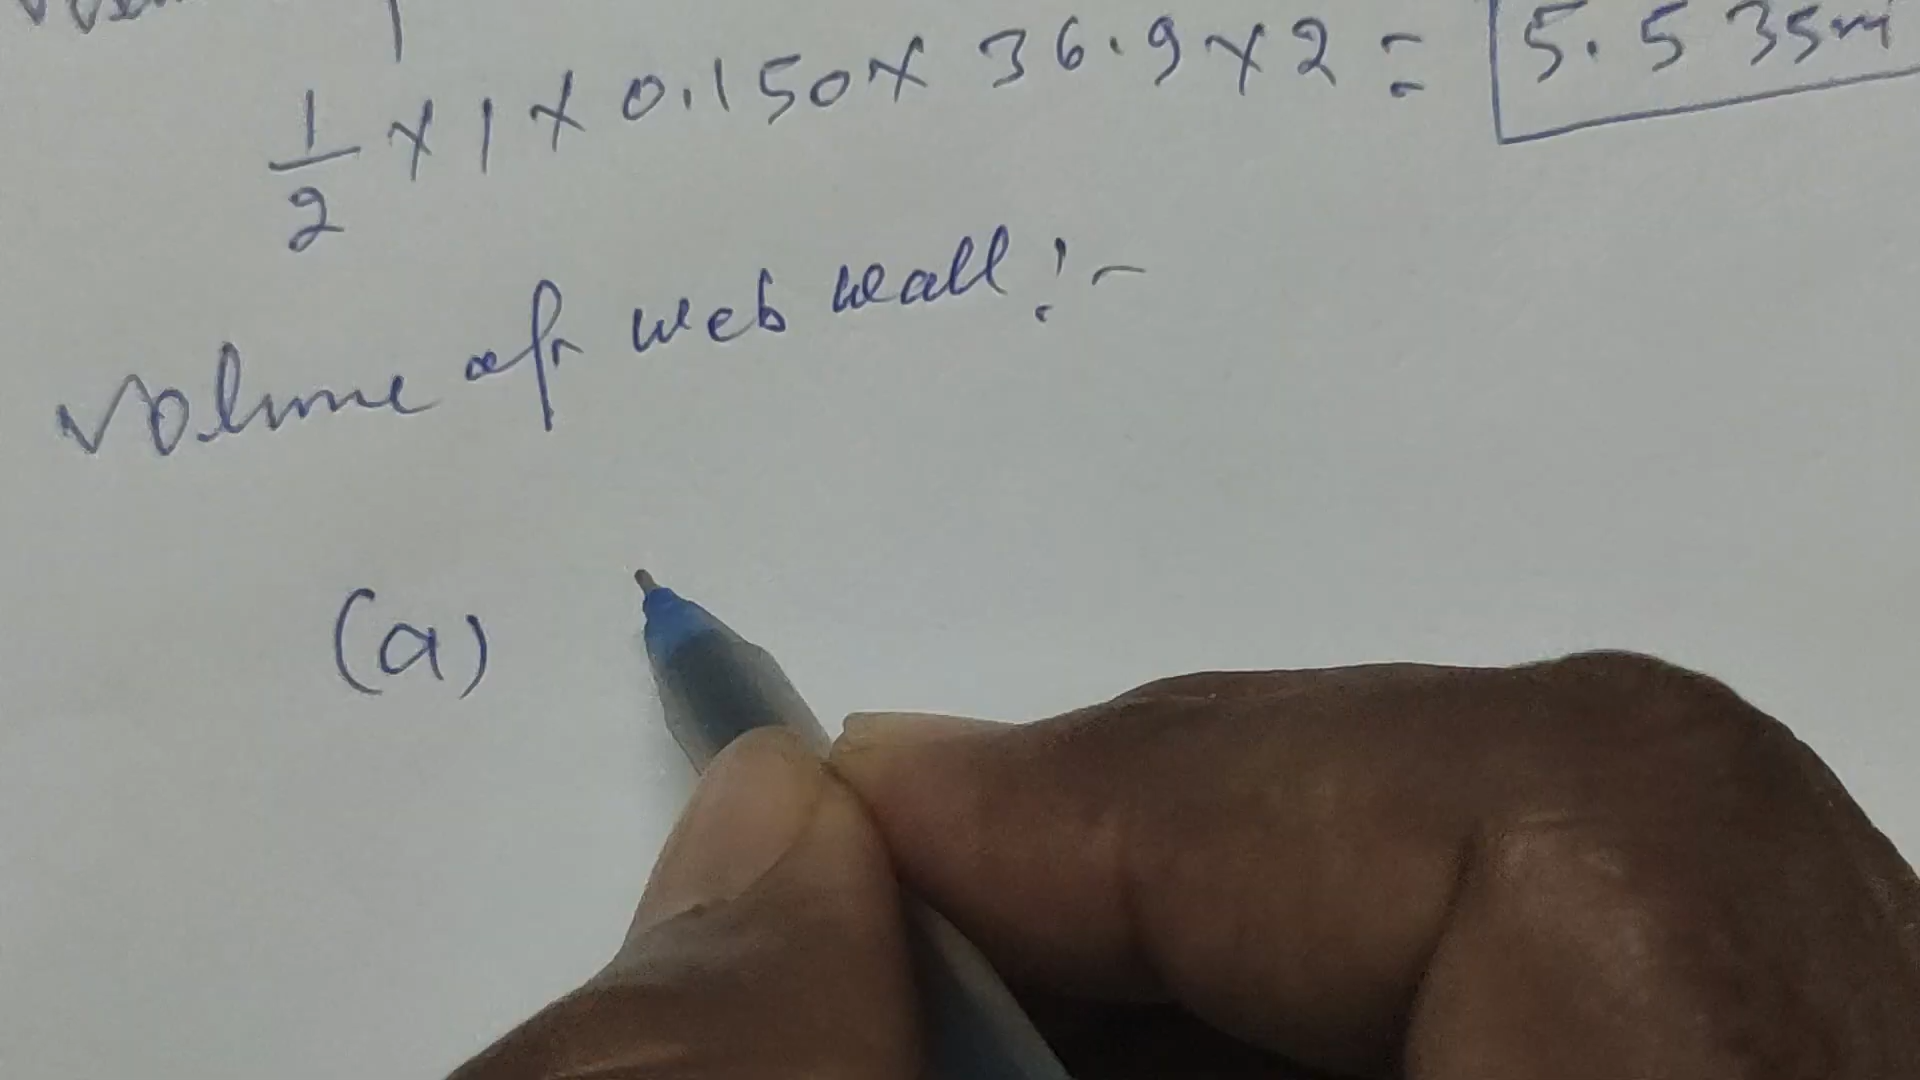 1/2 × 1 × 0.150 × 36.9 × 2 = 5.535m
Volume of web wall :-
(a)